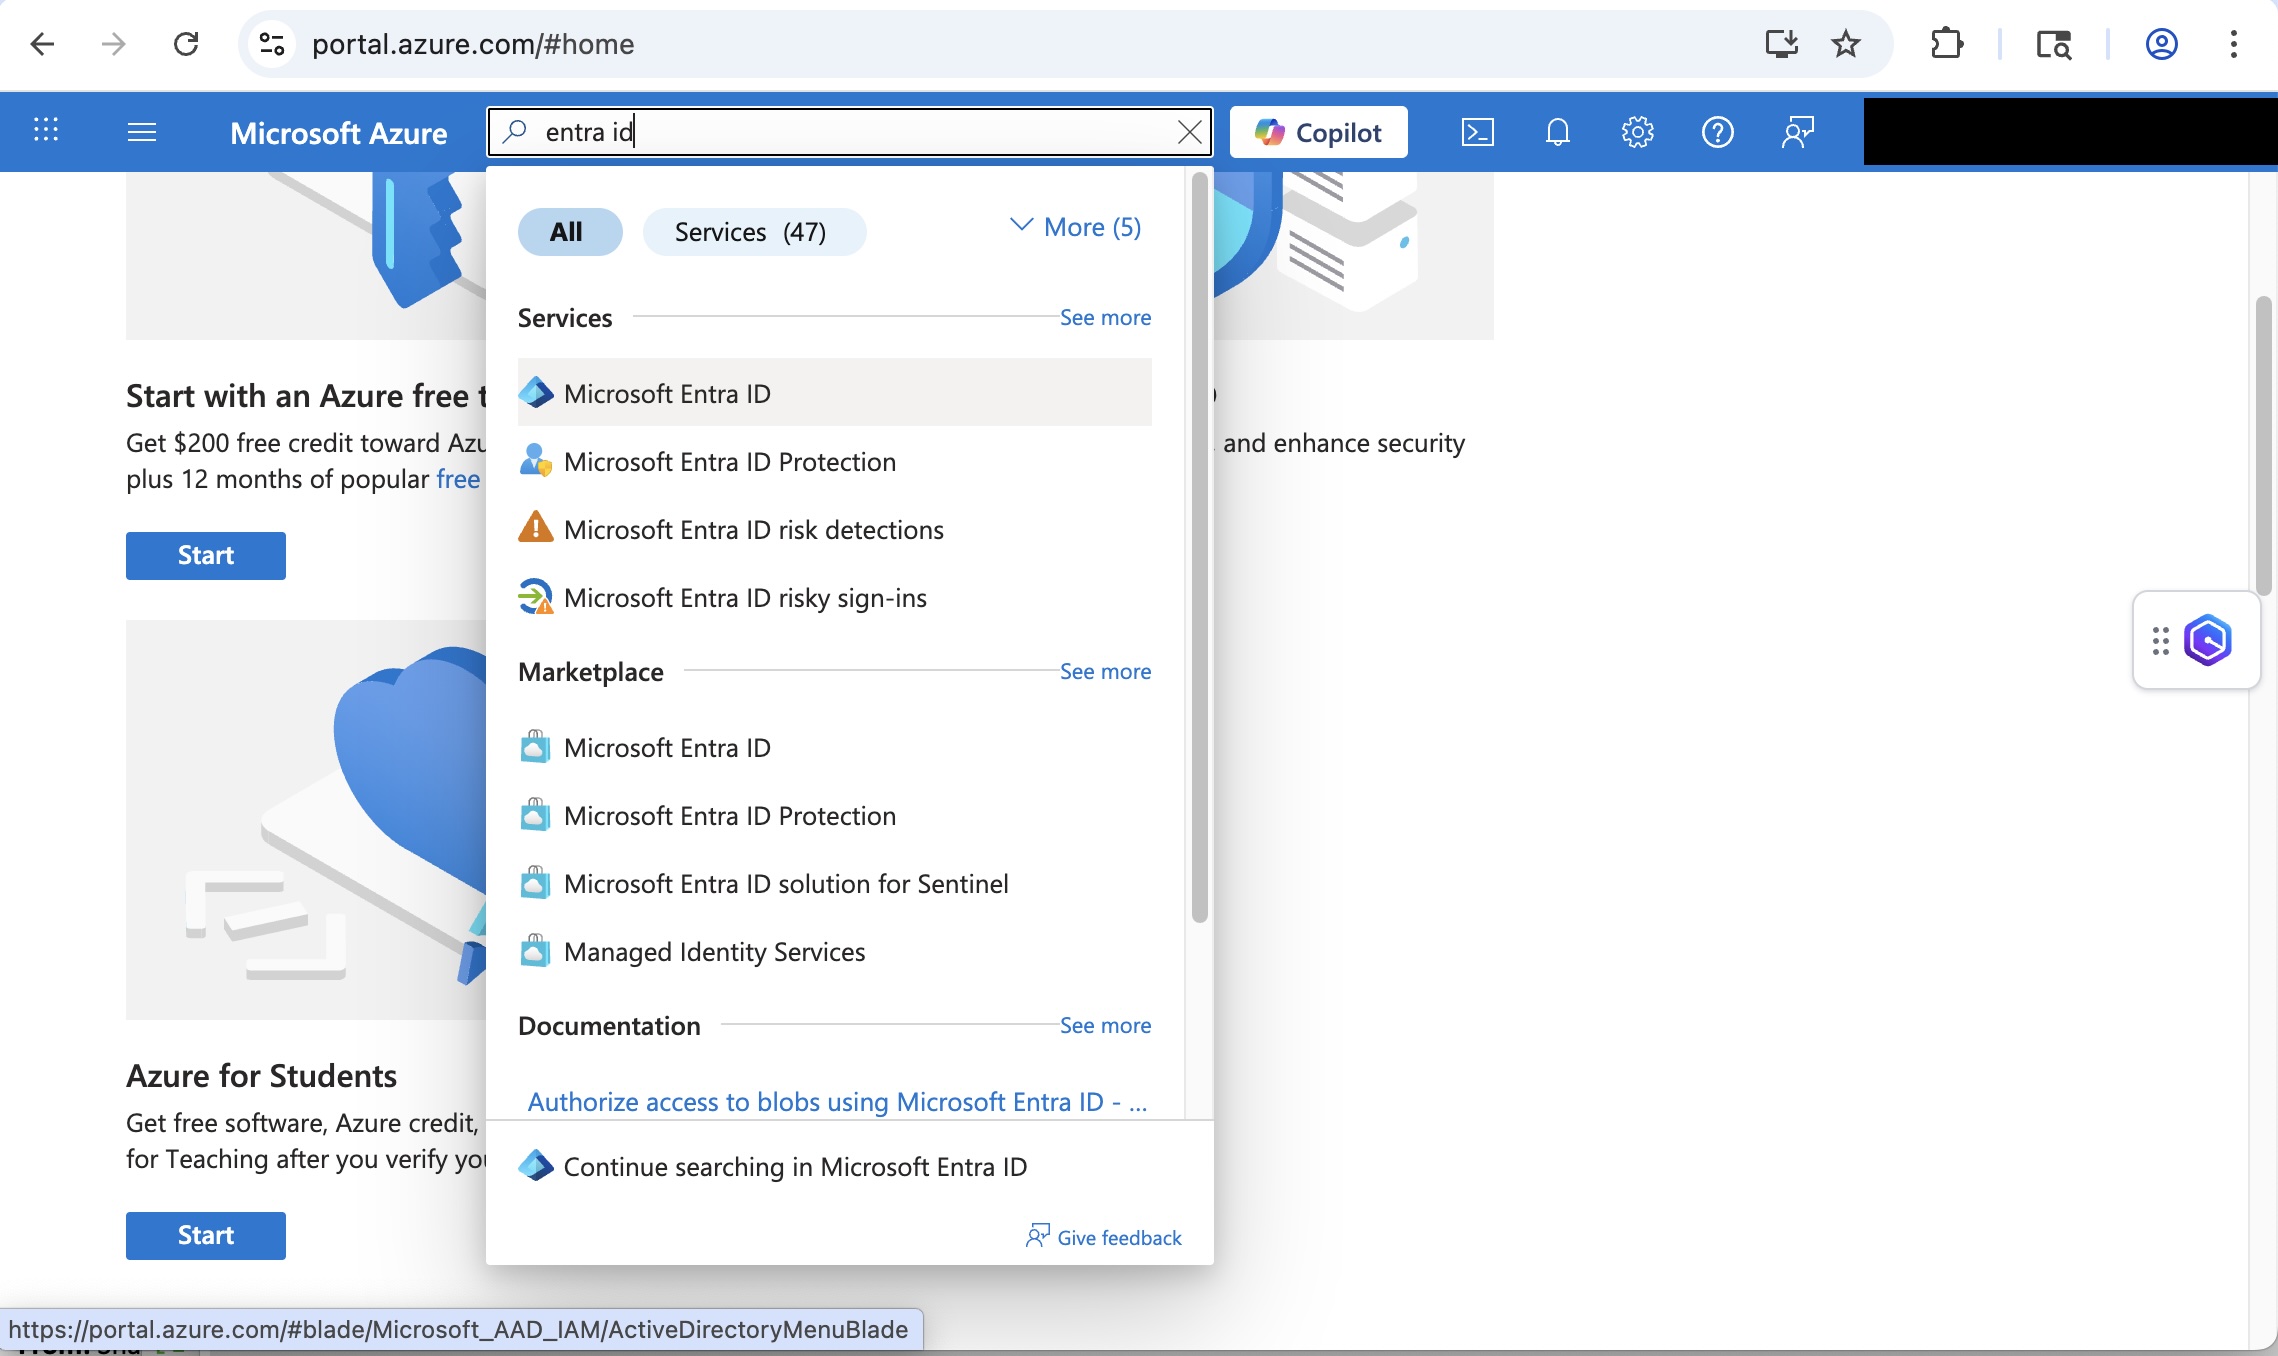 portal.azure.com/#home
Microsoft Azure
entra id
Copilot
All
Services (47)
More (5)
Services
See more
Microsoft Entra ID
Microsoft Entra ID Protection
Microsoft Entra ID risk detections
Microsoft Entra ID risky sign-ins
Marketplace
See more
Microsoft Entra ID
Microsoft Entra ID Protection
Microsoft Entra ID solution for Sentinel
Managed Identity Services
Documentation
See more
Authorize access to blobs using Microsoft Entra ID - ...
Continue searching in Microsoft Entra ID
Give feedback
Start with an Azure free
Get $200 free credit toward Azu
plus 12 months of popular free
Start
and enhance security
Azure for Students
Get free software, Azure credit,
for Teaching after you verify you
Start
https://portal.azure.com/#blade/Microsoft_AAD_IAM/ActiveDirectoryMenuBlade